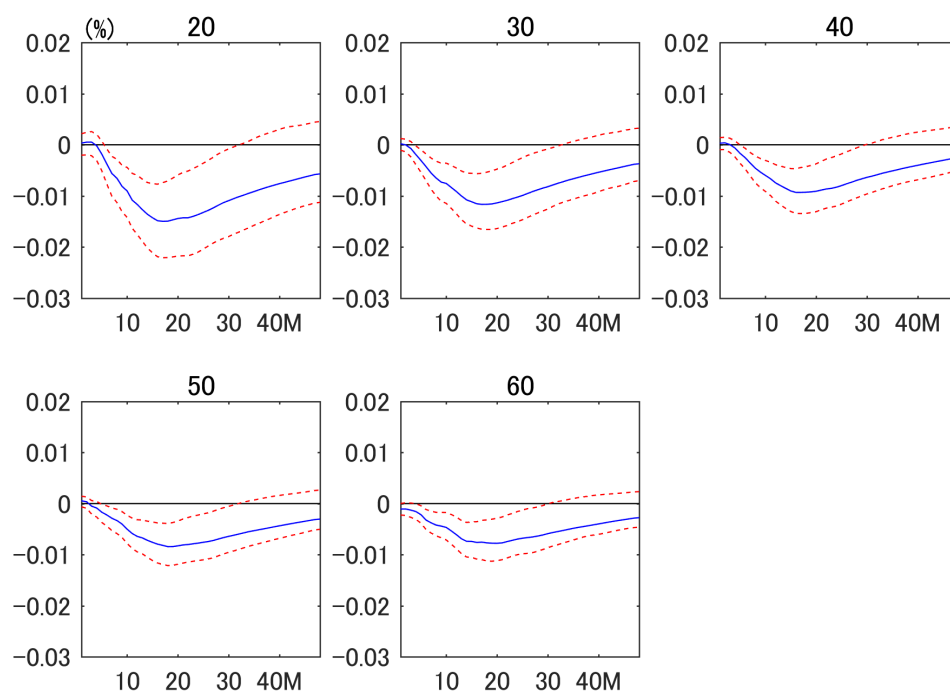 (%) 20 30 40
0.02 0.02 0.02
0.01 0.01 0.01
0 0 0
−0.01 −0.01 −0.01
−0.02 −0.02 −0.02
−0.03 −0.03 −0.03
10 20 30 40M 10 20 30 40M 10 20 30 40M
50 60
0.02 0.02
0.01 0.01
0 0
−0.01 −0.01
−0.02 −0.02
−0.03 −0.03
10 20 30 40M 10 20 30 40M